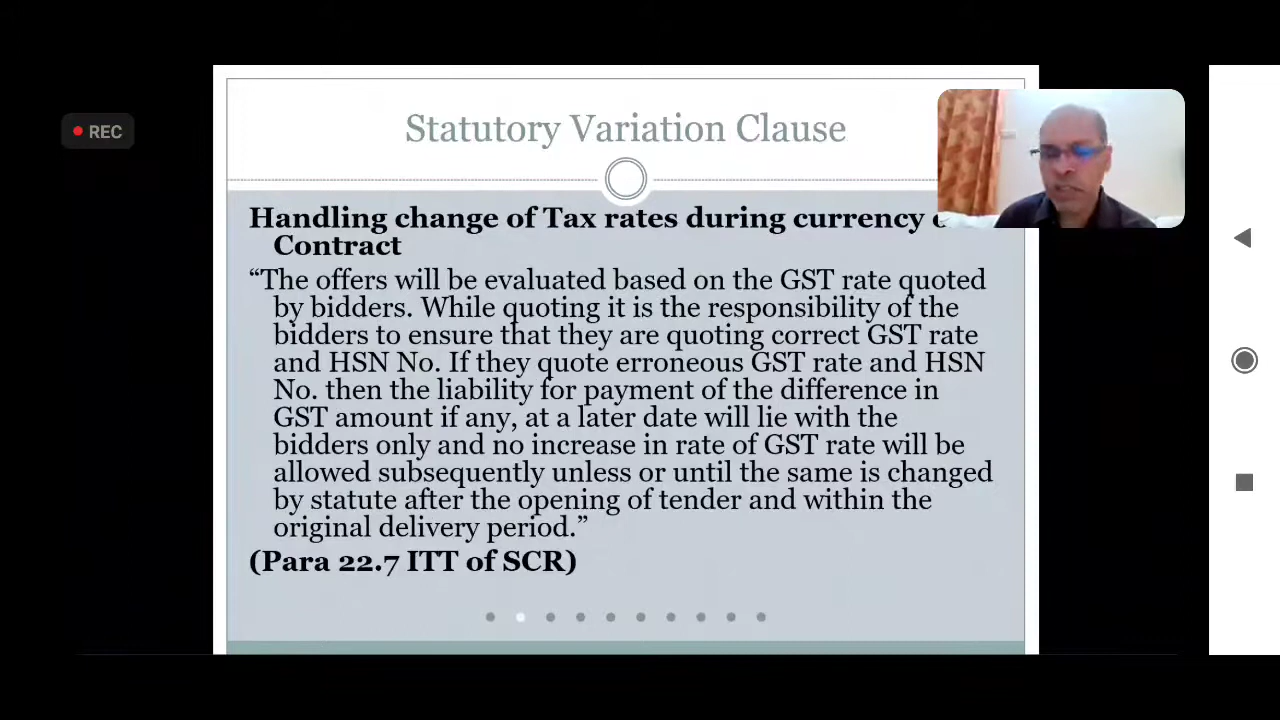 REC
Statutory Variation Clause
Handling change of Tax rates during currency
Contract
“The offers will be evaluated based on the GST rate quoted
by bidders. While quoting it is the responsibility of the
bidders to ensure that they are quoting correct GST rate
and HSN No. If they quote erroneous GST rate and HSN
No. then the liability for payment of the difference in
GST amount if any, at a later date will lie with the
bidders only and no increase in rate of GST rate will be
allowed subsequently unless or until the same is changed
by statute after the opening of tender and within the
original delivery period.”
(Para 22.7 ITT of SCR)